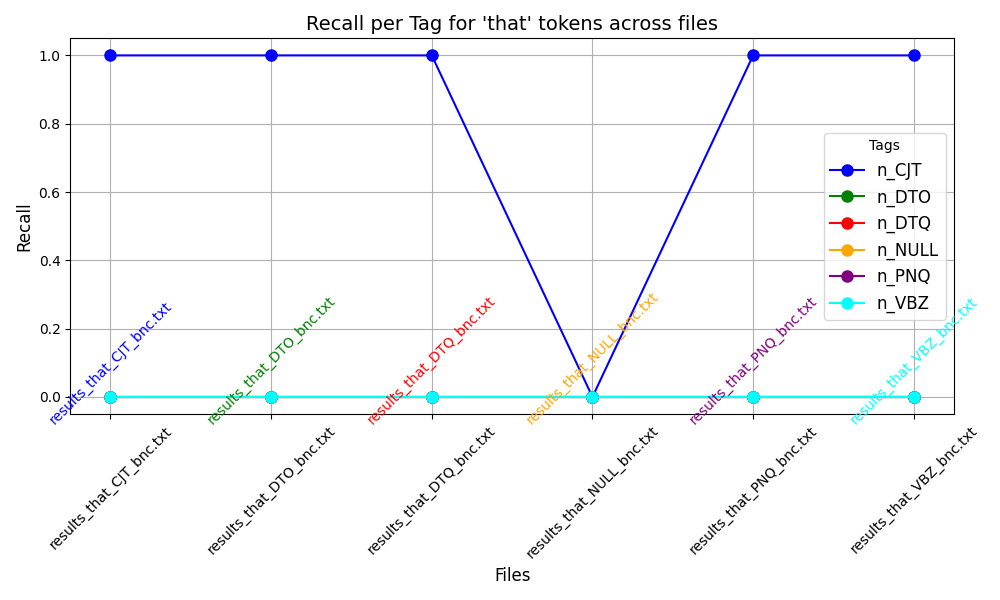 Recall per Tag for 'that' tokens across files
1.0
0.8
0.6
0.4
0.2
0.0
Recall
Tags
n_CJT
n_DTO
n_DTQ
n_NULL
n_PNQ
n_VBZ
results_that_CJT_bnc.txt
results_that_DTO_bnc.txt
results_that_DTQ_bnc.txt
results_that_NULL_bnc.txt
results_that_PNQ_bnc.txt
results_that_VBZ_bnc.txt
results_that_CJT_bnc.txt
results_that_DTO_bnc.txt
results_that_DTQ_bnc.txt
results_that_NULL_bnc.txt
results_that_PNQ_bnc.txt
results_that_VBZ_bnc.txt
Files